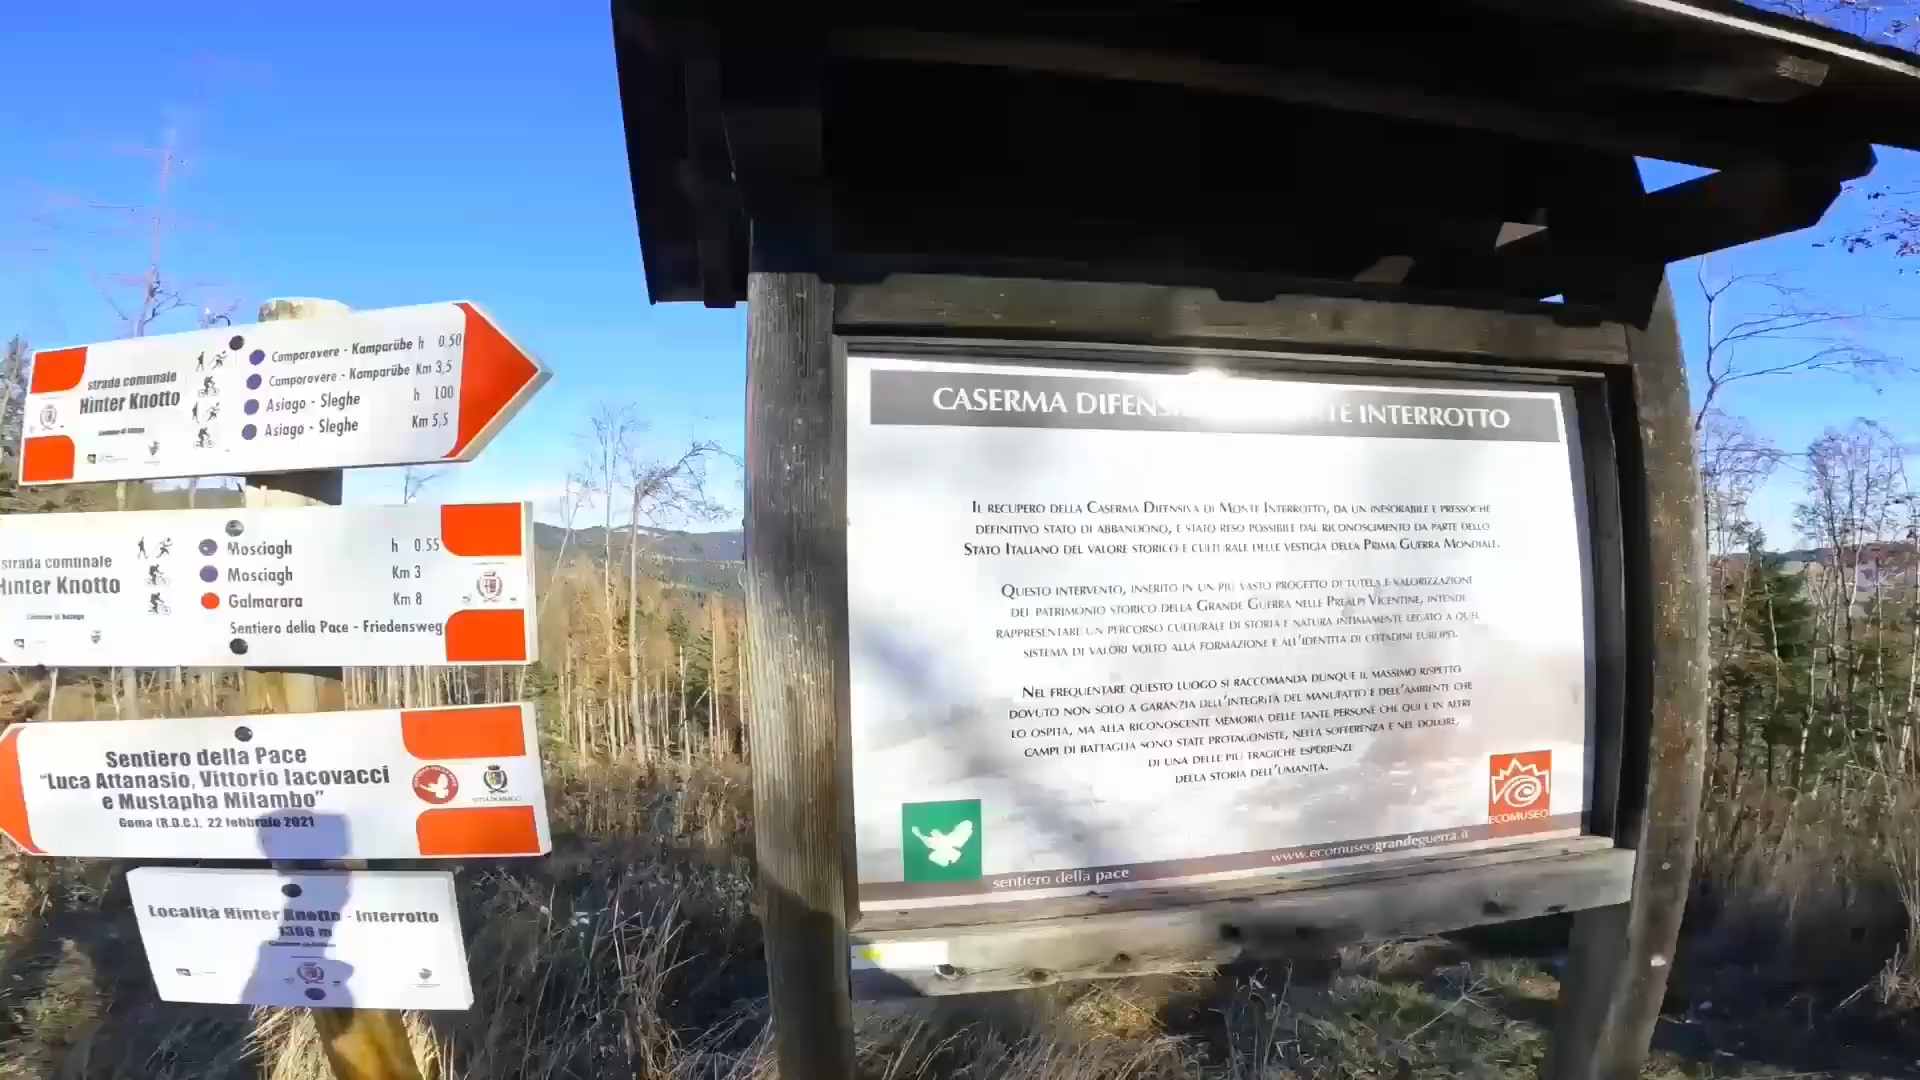 strada comunale
Hinter Knotto
Camporovere - Kamparübe h 0.50
Camporovere - Kamparübe Km 3,5
Asiago - Sleghe h 1.00
Asiago - Sleghe Km 5,5
strada comunale
Hinter Knotto
Mosciagh h 0.55
Mosciagh Km 3
Galmarara Km 8
Sentiero della Pace - Friedensweg
Sentiero della Pace
"Luca Attanasio, Vittorio Iacovacci
e Mustapha Milambo"
Goma (R.D.C.), 22 febbraio 2021
Località Hinter Knotto - Interrotto
1366 m
CASERMA INTERROTTO
IL RECUPERO DELLA CASERMA DIFENSIVA DI MONTE INTERROTTO, DA UN INESORABILE E PRESSOCHÉ
DEFINITIVO STATO DI ABBANDONO, È STATO RESO POSSIBILE DAL RICONOSCIMENTO DA PARTE DELLO
STATO ITALIANO DEL VALORE STORICO E CULTURALE DELLE VESTIGIA DELLA PRIMA GUERRA MONDIALE.
QUESTO INTERVENTO, INSERITO IN UN PIÙ VASTO PROGETTO DI TUTELA E VALORIZZAZIONE
DEL PATRIMONIO STORICO DELLA GRANDE GUERRA NELLE PREALPI VICENTINE, INTENDE
RAPPRESENTARE UN PERCORSO CULTURALE DI STORIA E NATURA INTIMAMENTE LEGATO A QUEL
SISTEMA DI VALORI VOLTO ALLA FORMAZIONE E ALL'IDENTITÀ DI CITTADINI EUROPEI.
NEL FREQUENTARE QUESTO LUOGO SI RACCOMANDA DUNQUE IL MASSIMO RISPETTO
DOVUTO NON SOLO A GARANZIA DELL'INTEGRITÀ DEL MANUFATTO E DELL'AMBIENTE CHE
LO OSPITA, MA ALLA RICONOSCENTE MEMORIA DELLE TANTE PERSONE CHE QUI E IN ALTRI
CAMPI DI BATTAGLIA SONO STATE PROTAGONISTE, NELLA SOFFERENZA E NEL DOLORE,
DI UNA DELLE PIÙ TRAGICHE ESPERIENZE
DELLA STORIA DELL'UMANITÀ.
ECOMUSEO
www.ecomuseograndeguerra.it
sentiero della pace